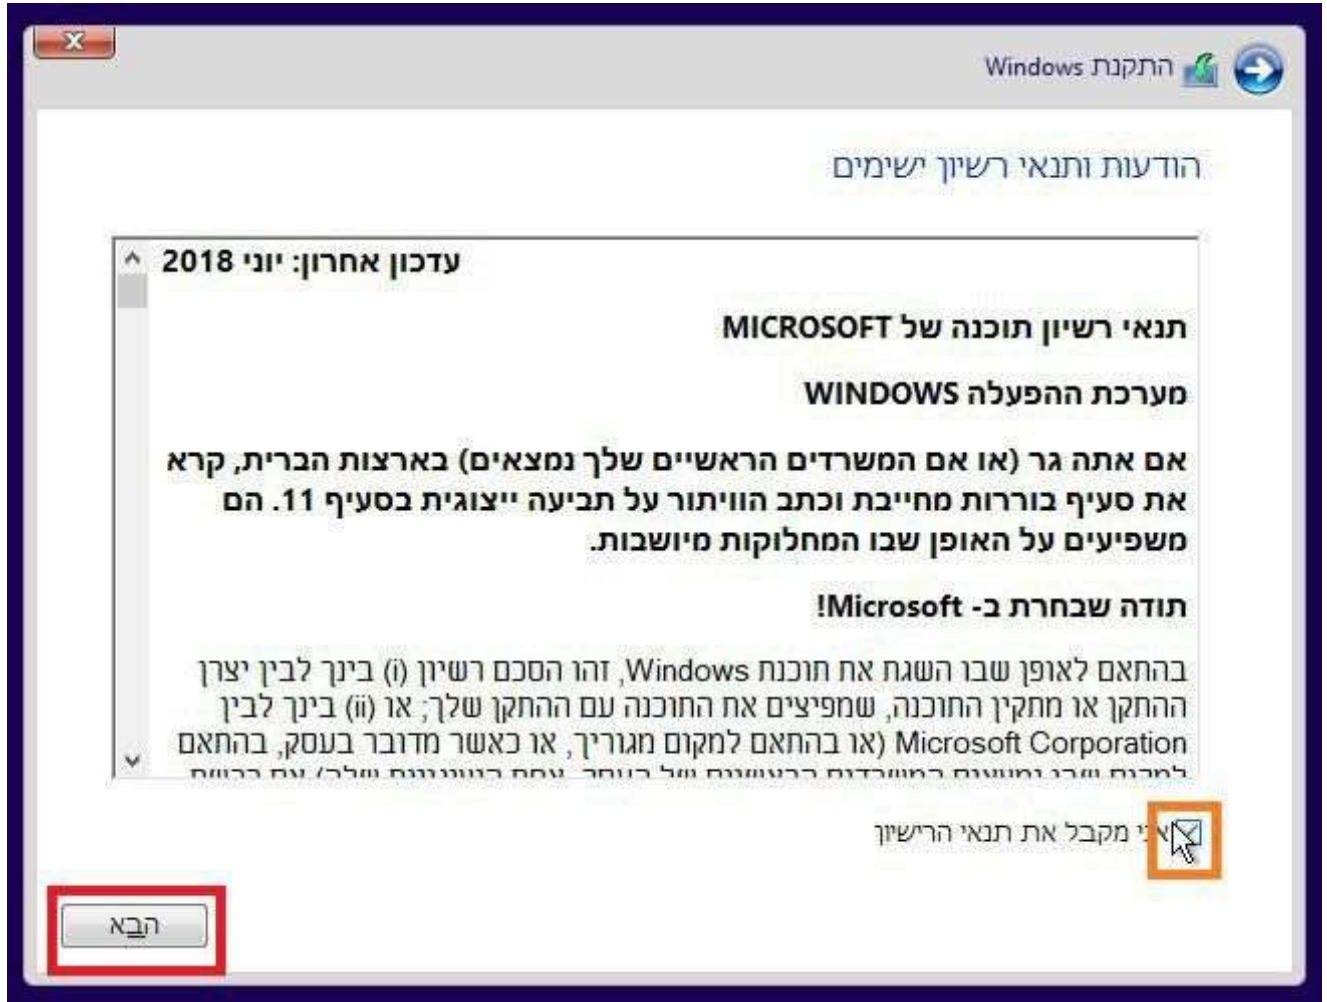 התקנת Windows
הודעות ותנאי רשיון ישימים
עדכון אחרון: יוני 2018
תנאי רשיון תוכנה של MICROSOFT
מערכת ההפעלה WINDOWS
אם אתה גר (או אם המשרדים הראשיים שלך נמצאים) בארצות הברית, קרא
את סעיף בוררות מחייבת וכתב הוויתור על תביעה ייצוגית בסעיף 11. הם
משפיעים על האופן שבו המחלוקות מיושבות.
תודה שבחרת ב- Microsoft!
בהתאם לאופן שבו השגת את תוכנת Windows, זהו הסכם רשיון (i) בינך לבין יצרן
ההתקן או מתקין התוכנה, שמפיצים את התוכנה עם ההתקן שלך; או (ii) בינך לבין
Microsoft Corporation (או בהתאם למקום מגוריך, או כאשר מדובר בעסק, בהתאם
אני מקבל את תנאי הרישיון
הבא